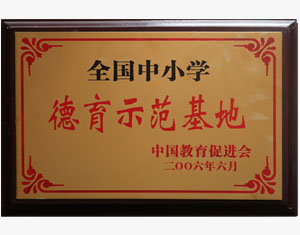 全国中小学
德育示范基地
中国教育促进会
二〇〇六年六月